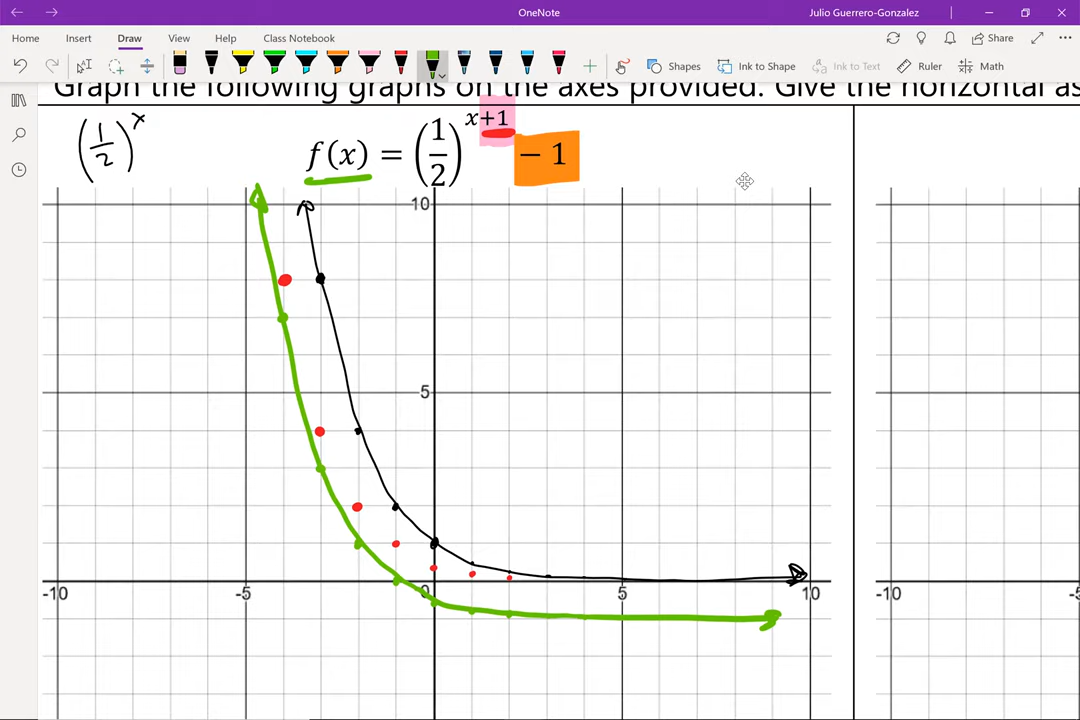 OneNote
Julio Guerrero-Gonzalez
Home Insert Draw View Help Class Notebook
Share
Shapes Ink to Shape Ink to Text Ruler Math
Graph the following graphs on the axes provided. Give the horizontal as
(1/2)^x
f(x) = (1/2)^(x+1) − 1
10
5
-10 -5 0 5 10 -10 -5